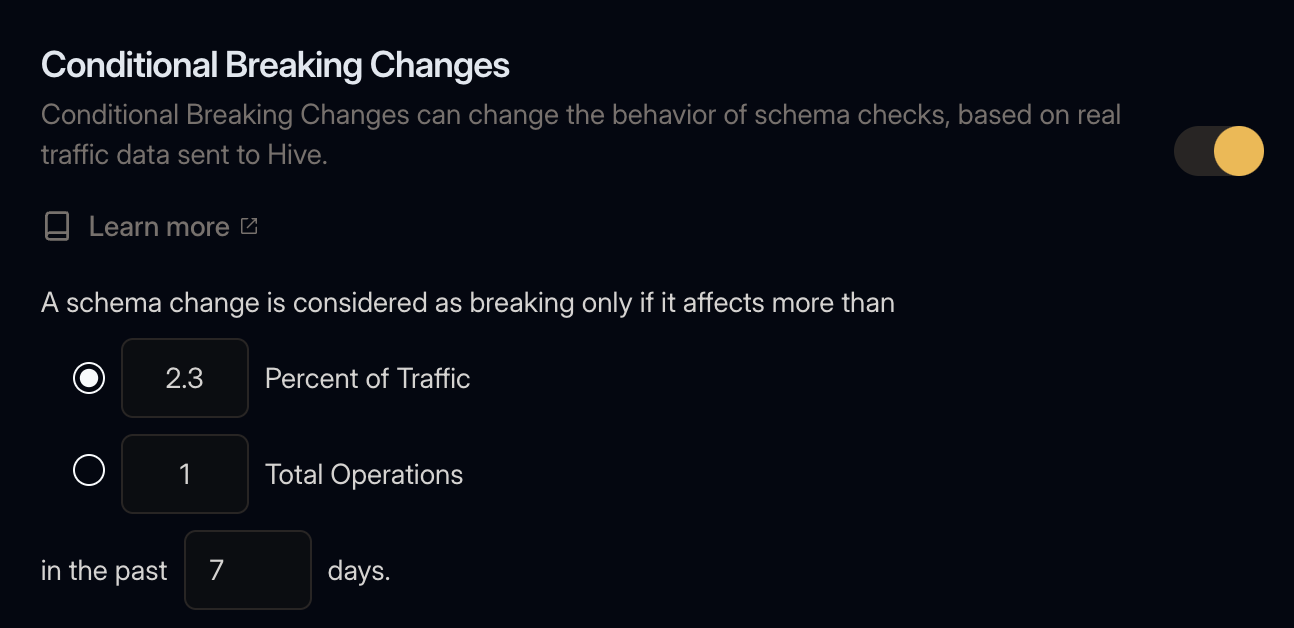 Conditional Breaking Changes
Conditional Breaking Changes can change the behavior of schema checks, based on real
traffic data sent to Hive.
Learn more
A schema change is considered as breaking only if it affects more than
2.3 Percent of Traffic
1 Total Operations
in the past 7 days.